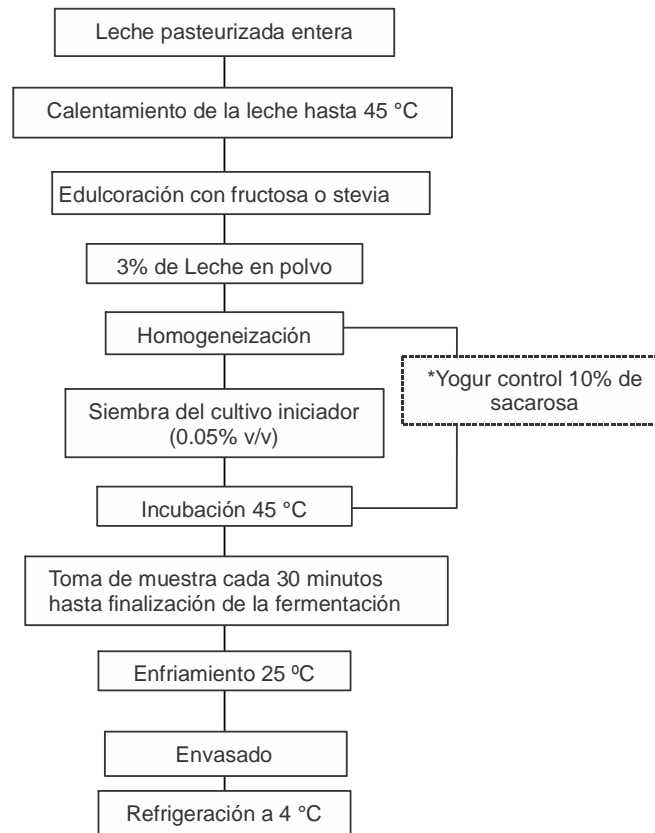 Leche pasteurizada entera
Calentamiento de la leche hasta 45 °C
Edulcoración con fructosa o stevia
3% de Leche en polvo
Homogeneización
*Yogur control 10% de
sacarosa
Siembra del cultivo iniciador
(0.05% v/v)
Incubación 45 °C
Toma de muestra cada 30 minutos
hasta finalización de la fermentación
Enfriamiento 25 ºC
Envasado
Refrigeración a 4 °C